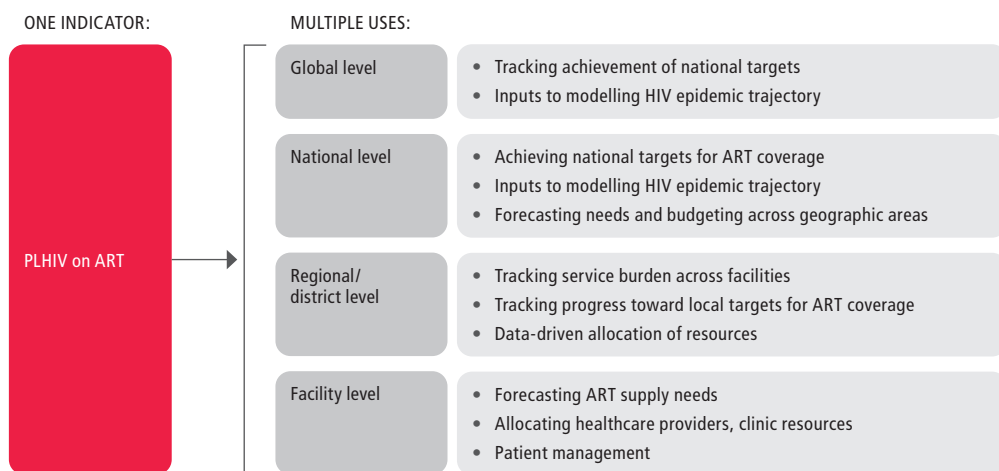 ONE INDICATOR:
MULTIPLE USES:
PLHIV on ART
Global level
• Tracking achievement of national targets
• Inputs to modelling HIV epidemic trajectory
National level
• Achieving national targets for ART coverage
• Inputs to modelling HIV epidemic trajectory
• Forecasting needs and budgeting across geographic areas
Regional/
district level
• Tracking service burden across facilities
• Tracking progress toward local targets for ART coverage
• Data-driven allocation of resources
Facility level
• Forecasting ART supply needs
• Allocating healthcare providers, clinic resources
• Patient management